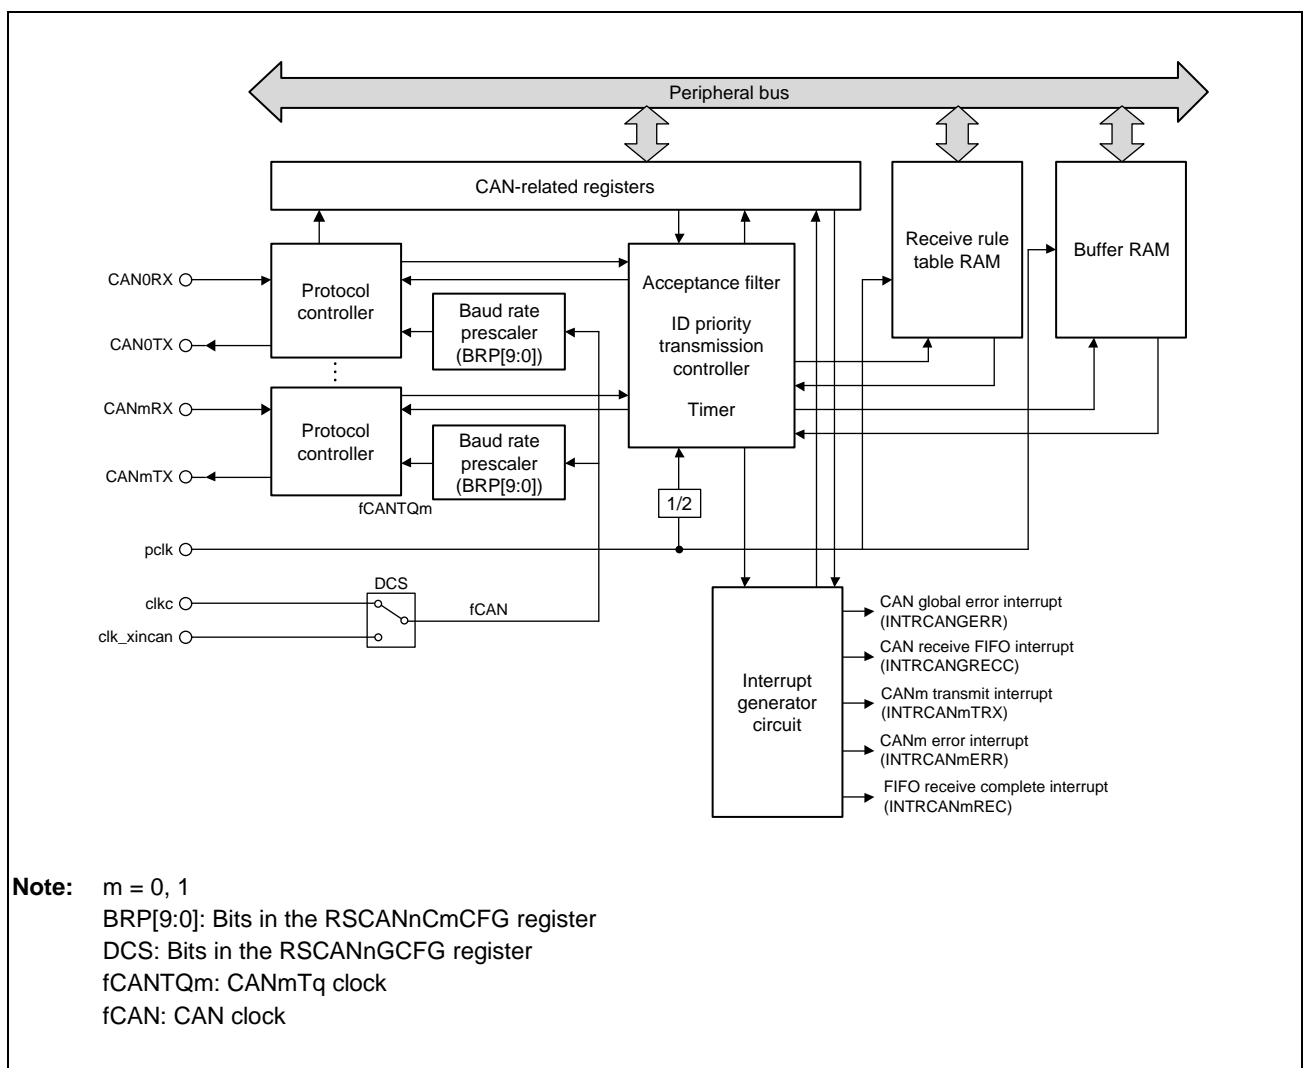 Peripheral bus
CAN-related registers
Receive rule
table RAM
Buffer RAM
CAN0RX
CAN0TX
CANmRX
CANmTX
Protocol
controller
Baud rate
prescaler
(BRP[9:0])
Protocol
controller
Baud rate
prescaler
(BRP[9:0])
fCANTQm
Acceptance filter
ID priority
transmission
controller
Timer
1/2
pclk
clkc
clk_xincan
DCS
fCAN
Interrupt
generator
circuit
CAN global error interrupt
(INTRCANGERR)
CAN receive FIFO interrupt
(INTRCANGRECC)
CANm transmit interrupt
(INTRCANmTRX)
CANm error interrupt
(INTRCANmERR)
FIFO receive complete interrupt
(INTRCANmREC)
Note: m = 0, 1
BRP[9:0]: Bits in the RSCANnCmCFG register
DCS: Bits in the RSCANnGCFG register
fCANTQm: CANmTq clock
fCAN: CAN clock